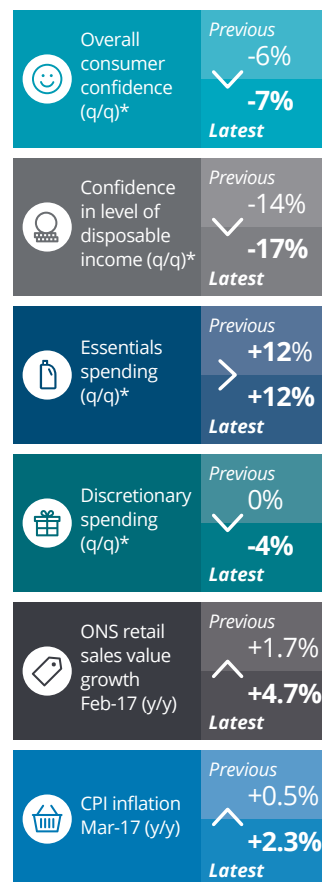 Overall
consumer
confidence
(q/q)*
Previous
-6%
-7%
Latest
Confidence
in level of
disposable
income (q/q)*
Previous
-14%
-17%
Latest
Essentials
spending
(q/q)*
Previous
+12%
+12%
Latest
Discretionary
spending
(q/q)*
Previous
0%
-4%
Latest
ONS retail
sales value
growth
Feb-17 (y/y)
Previous
+1.7%
+4.7%
Latest
CPI inflation
Mar-17 (y/y)
Previous
+0.5%
+2.3%
Latest